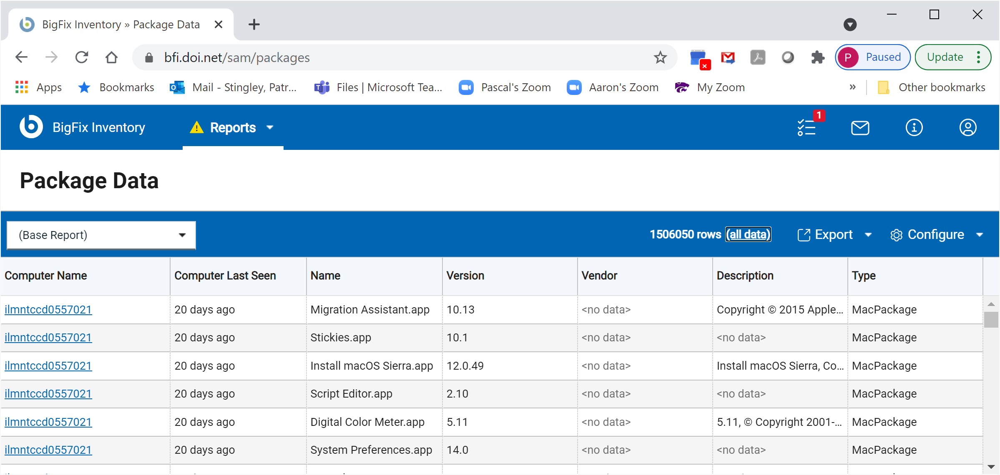 BigFix Inventory » Package Data
bfi.doi.net/sam/packages
P Paused Update
Apps Bookmarks Mail - Stingley, Patr... Files | Microsoft Tea... Pascal's Zoom Aaron's Zoom My Zoom » Other bookmarks
BigFix Inventory Reports 1
Package Data
(Base Report) 1506050 rows (all data) Export Configure
Computer Name Computer Last Seen Name Version Vendor Description Type
ilmntccd0557021 20 days ago Migration Assistant.app 10.13 <no data> Copyright © 2015 Apple... MacPackage
ilmntccd0557021 20 days ago Stickies.app 10.1 <no data> <no data> MacPackage
ilmntccd0557021 20 days ago Install macOS Sierra.app 12.0.49 <no data> Install macOS Sierra, Co... MacPackage
ilmntccd0557021 20 days ago Script Editor.app 2.10 <no data> <no data> MacPackage
ilmntccd0557021 20 days ago Digital Color Meter.app 5.11 <no data> 5.11, © Copyright 2001-... MacPackage
ilmntccd0557021 20 days ago System Preferences.app 14.0 <no data> <no data> MacPackage